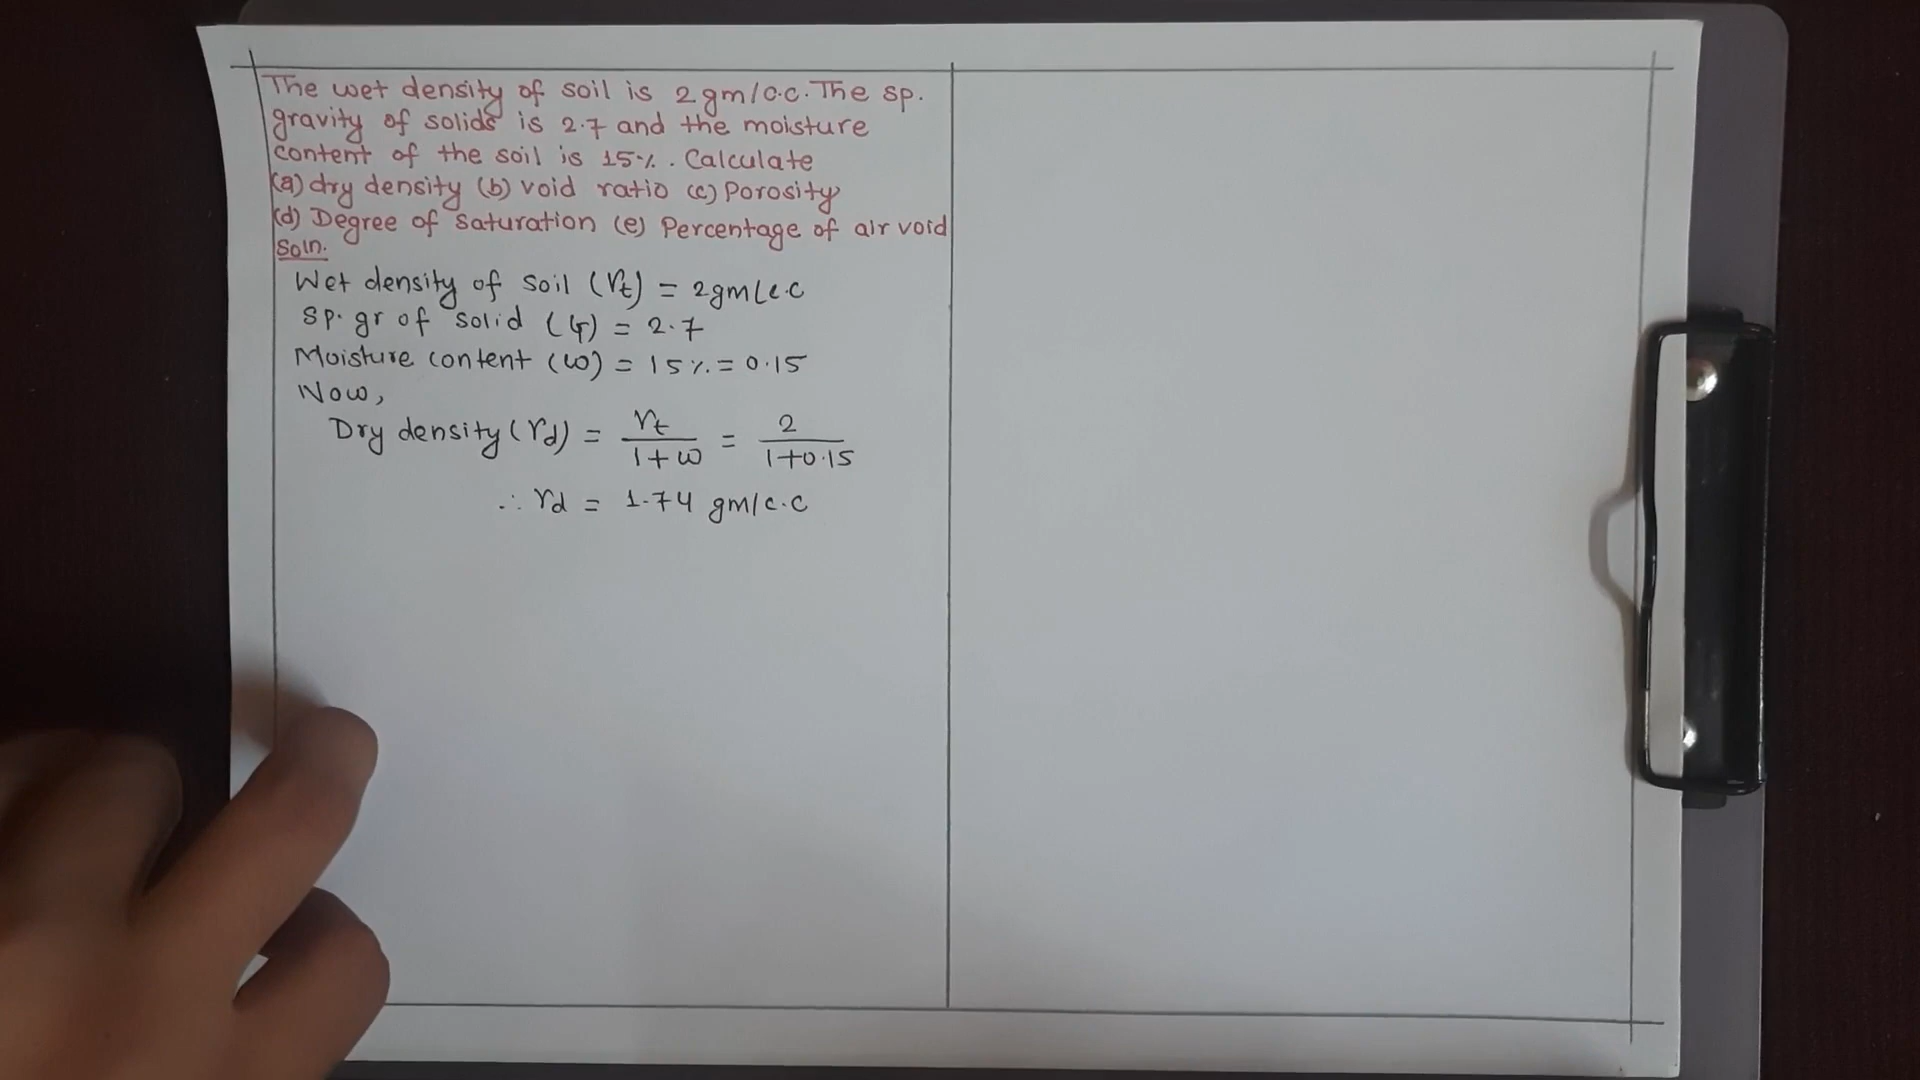 The wet density of soil is 2gm/c.c. The sp.
gravity of solids is 2.7 and the moisture
content of the soil is 15%. Calculate
(a) dry density (b) void ratio (c) Porosity
(d) Degree of saturation (e) Percentage of air void
Soln.
Wet density of soil (γt) = 2gm/c.c
sp. gr of solid (G) = 2.7
Moisture content (ω) = 15% = 0.15
Now,
Dry density (γd) = γt / 1+ω = 2 / 1+0.15
∴ γd = 1.74 gm/c.c